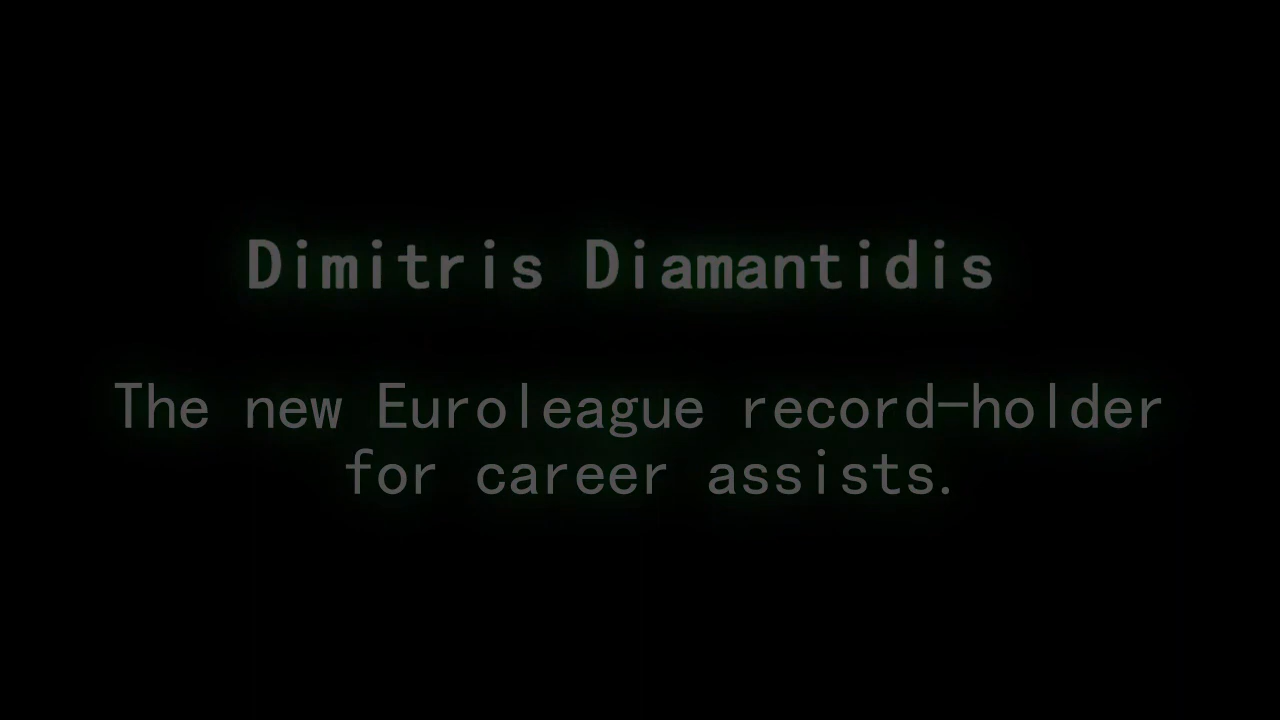 Dimitris Diamantidis
The new Euroleague record-holder
for career assists.